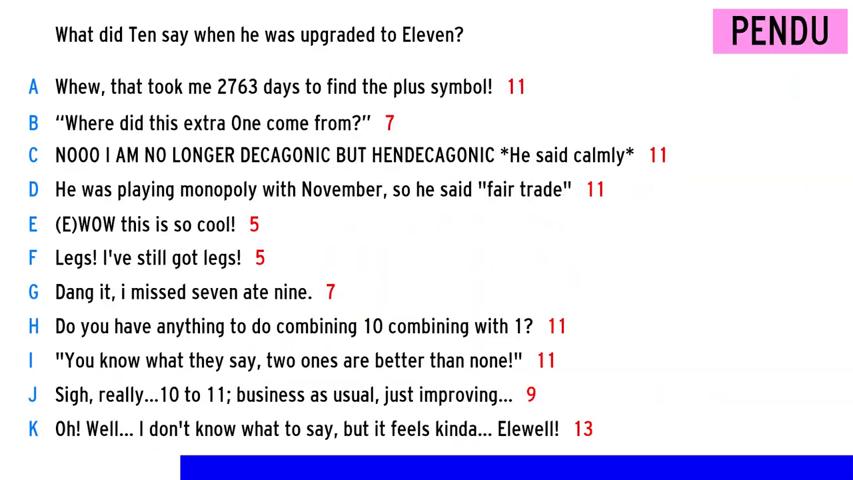 What did Ten say when he was upgraded to Eleven?
PENDU
A Whew, that took me 2763 days to find the plus symbol! 11
B “Where did this extra One come from?” 7
C NOOO I AM NO LONGER DECAGONIC BUT HENDECAGONIC *He said calmly* 11
D He was playing monopoly with November, so he said "fair trade" 11
E (E)WOW this is so cool! 5
F Legs! I've still got legs! 5
G Dang it, i missed seven ate nine. 7
H Do you have anything to do combining 10 combining with 1? 11
I "You know what they say, two ones are better than none!" 11
J Sigh, really...10 to 11; business as usual, just improving... 9
K Oh! Well... I don't know what to say, but it feels kinda... Elewell! 13